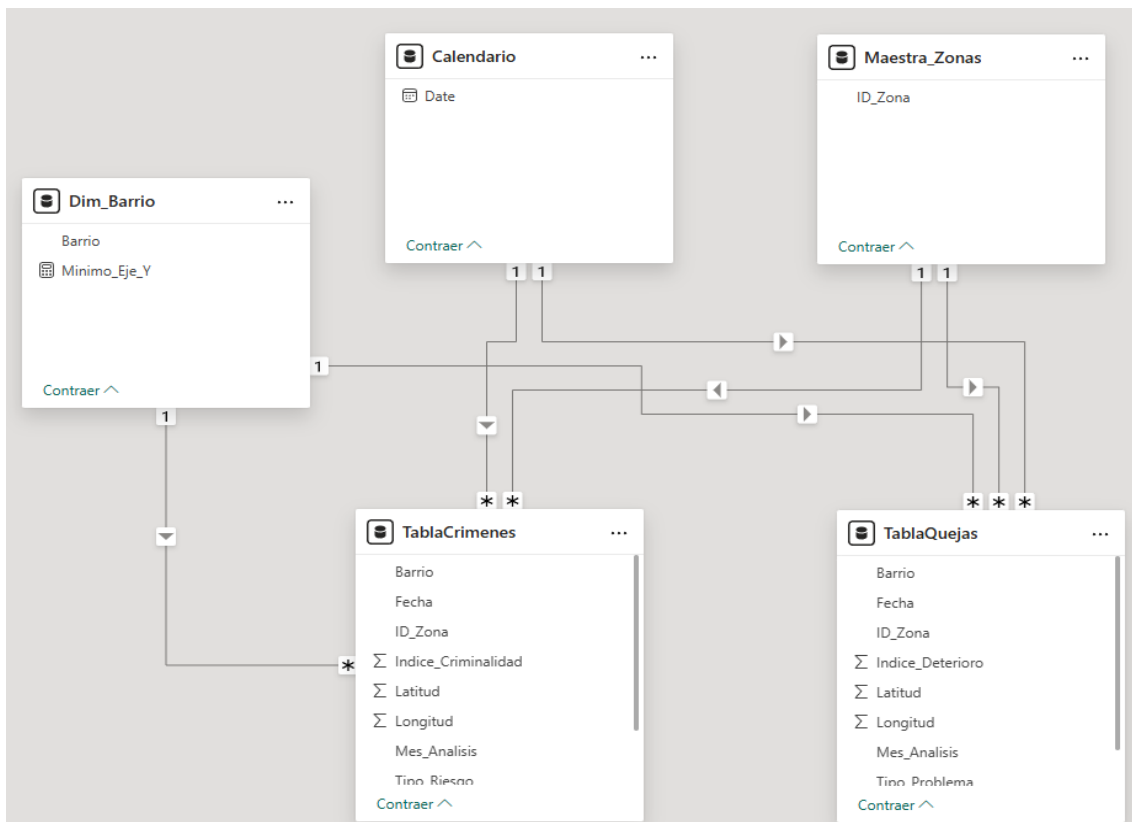 Calendario
Date
Contraer
Maestra_Zonas
ID_Zona
Contraer
Dim_Barrio
Barrio
Minimo_Eje_Y
Contraer
1 1
1 1
1
1
* *
* * *
*
TablaCrimenes
Barrio
Fecha
ID_Zona
Indice_Criminalidad
Latitud
Longitud
Mes_Analisis
Tipo_Riesgo
Contraer
TablaQuejas
Barrio
Fecha
ID_Zona
Indice_Deterioro
Latitud
Longitud
Mes_Analisis
Tipo_Problema
Contraer